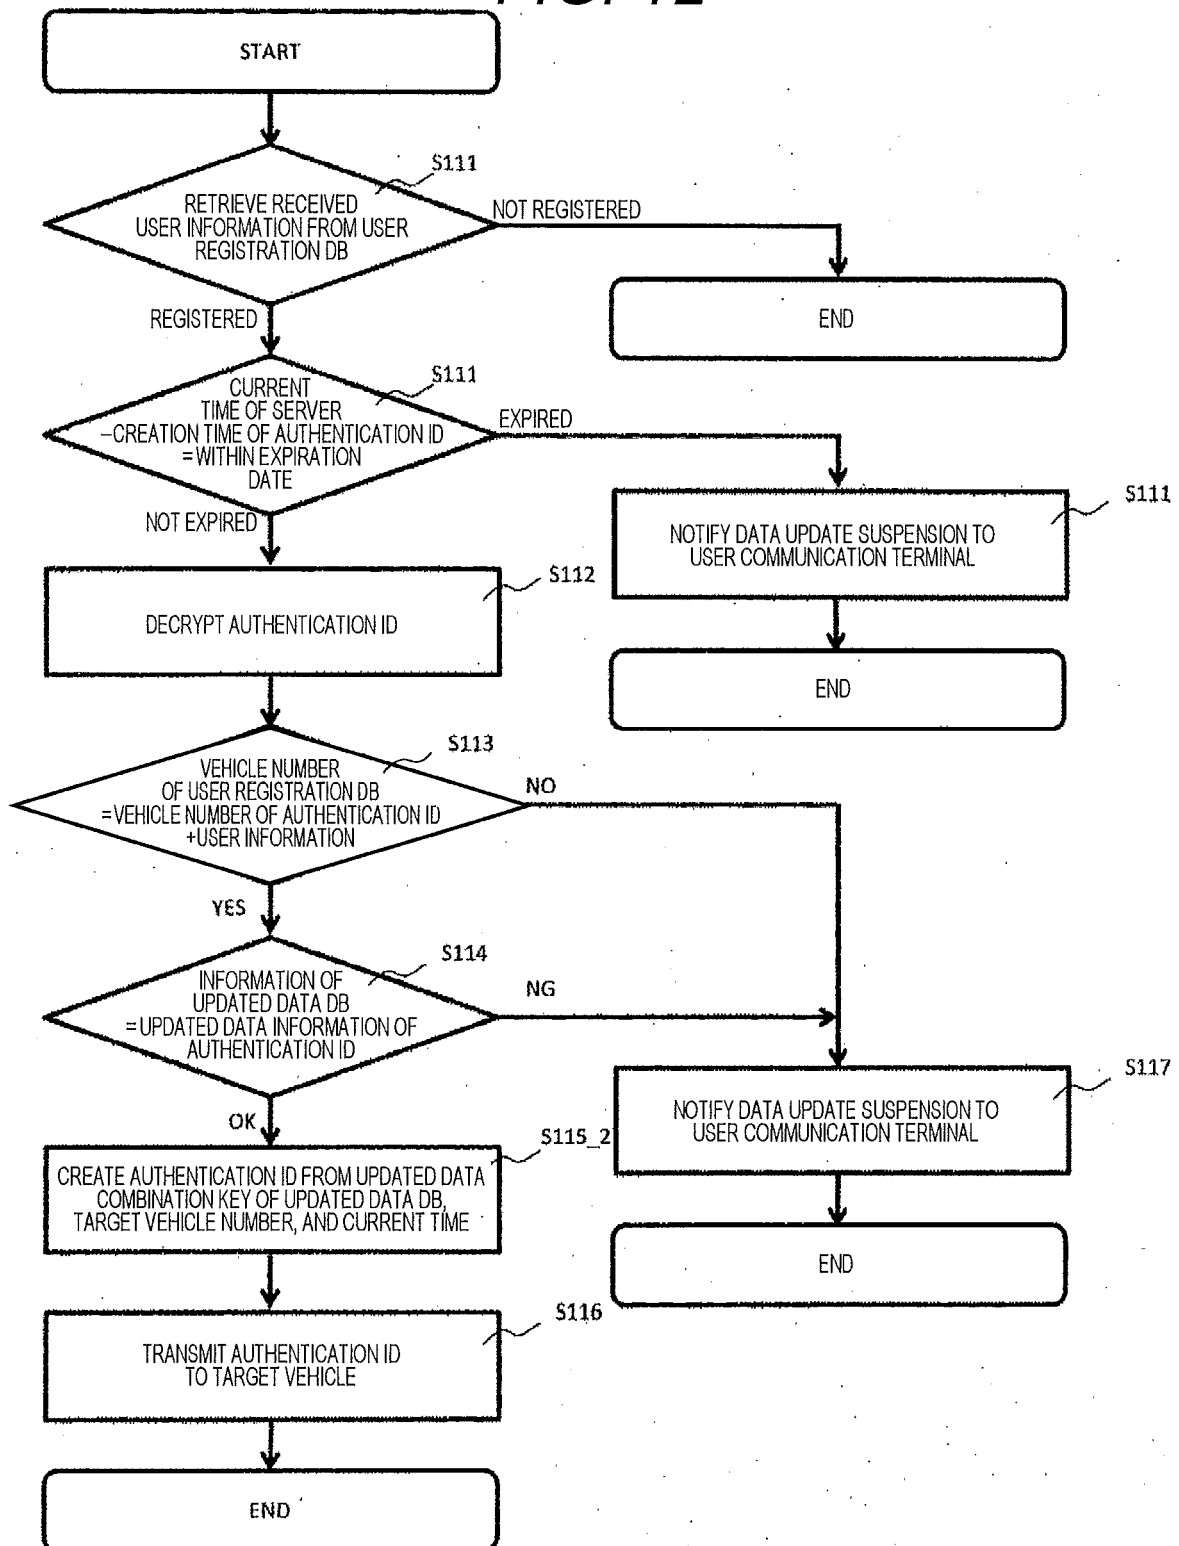 START
S111
RETRIEVE RECEIVED
USER INFORMATION FROM USER
REGISTRATION DB
NOT REGISTERED
END
REGISTERED
S111
CURRENT
TIME OF SERVER
−CREATION TIME OF AUTHENTICATION ID
=WITHIN EXPIRATION
DATE
EXPIRED
S111
NOTIFY DATA UPDATE SUSPENSION TO
USER COMMUNICATION TERMINAL
END
NOT EXPIRED
S112
DECRYPT AUTHENTICATION ID
S113
VEHICLE NUMBER
OF USER REGISTRATION DB
=VEHICLE NUMBER OF AUTHENTICATION ID
+USER INFORMATION
NO
YES
S114
INFORMATION OF
UPDATED DATA DB
=UPDATED DATA INFORMATION OF
AUTHENTICATION ID
NG
S117
NOTIFY DATA UPDATE SUSPENSION TO
USER COMMUNICATION TERMINAL
END
OK
S115_2
CREATE AUTHENTICATION ID FROM UPDATED DATA
COMBINATION KEY OF UPDATED DATA DB,
TARGET VEHICLE NUMBER, AND CURRENT TIME
S116
TRANSMIT AUTHENTICATION ID
TO TARGET VEHICLE
END